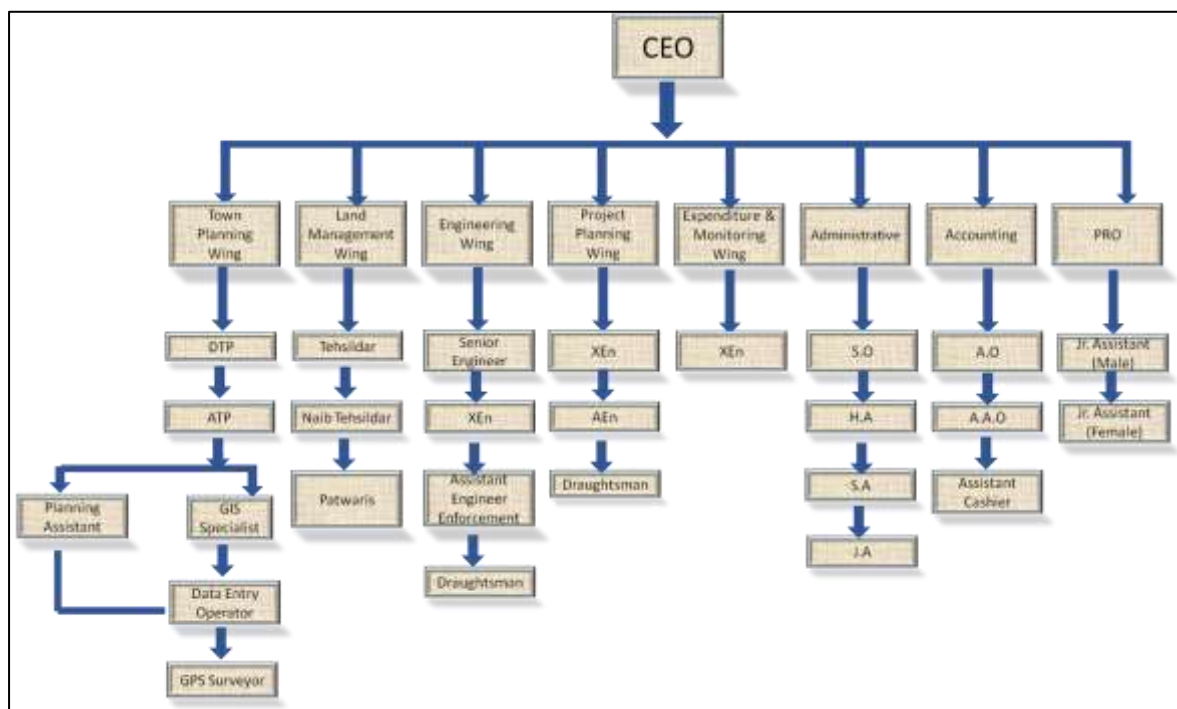 CEO
Town
Planning
Wing
Land
Management
Wing
Engineering
Wing
Project
Planning
Wing
Expenditure &
Monitoring
Wing
Administrative
Accounting
PRO
DTP
Tehsildar
Senior
Engineer
XEn
XEn
S.O
A.O
Jr. Assistant
(Male)
ATP
Naib Tehsildar
XEn
AEn
H.A
A.A.O
Jr. Assistant
(Female)
Planning
Assistant
GIS
Specialist
Patwaris
Assistant
Engineer
Enforcement
Draughtsman
S.A
Assistant
Cashier
Data Entry
Operator
Draughtsman
J.A
GPS Surveyor